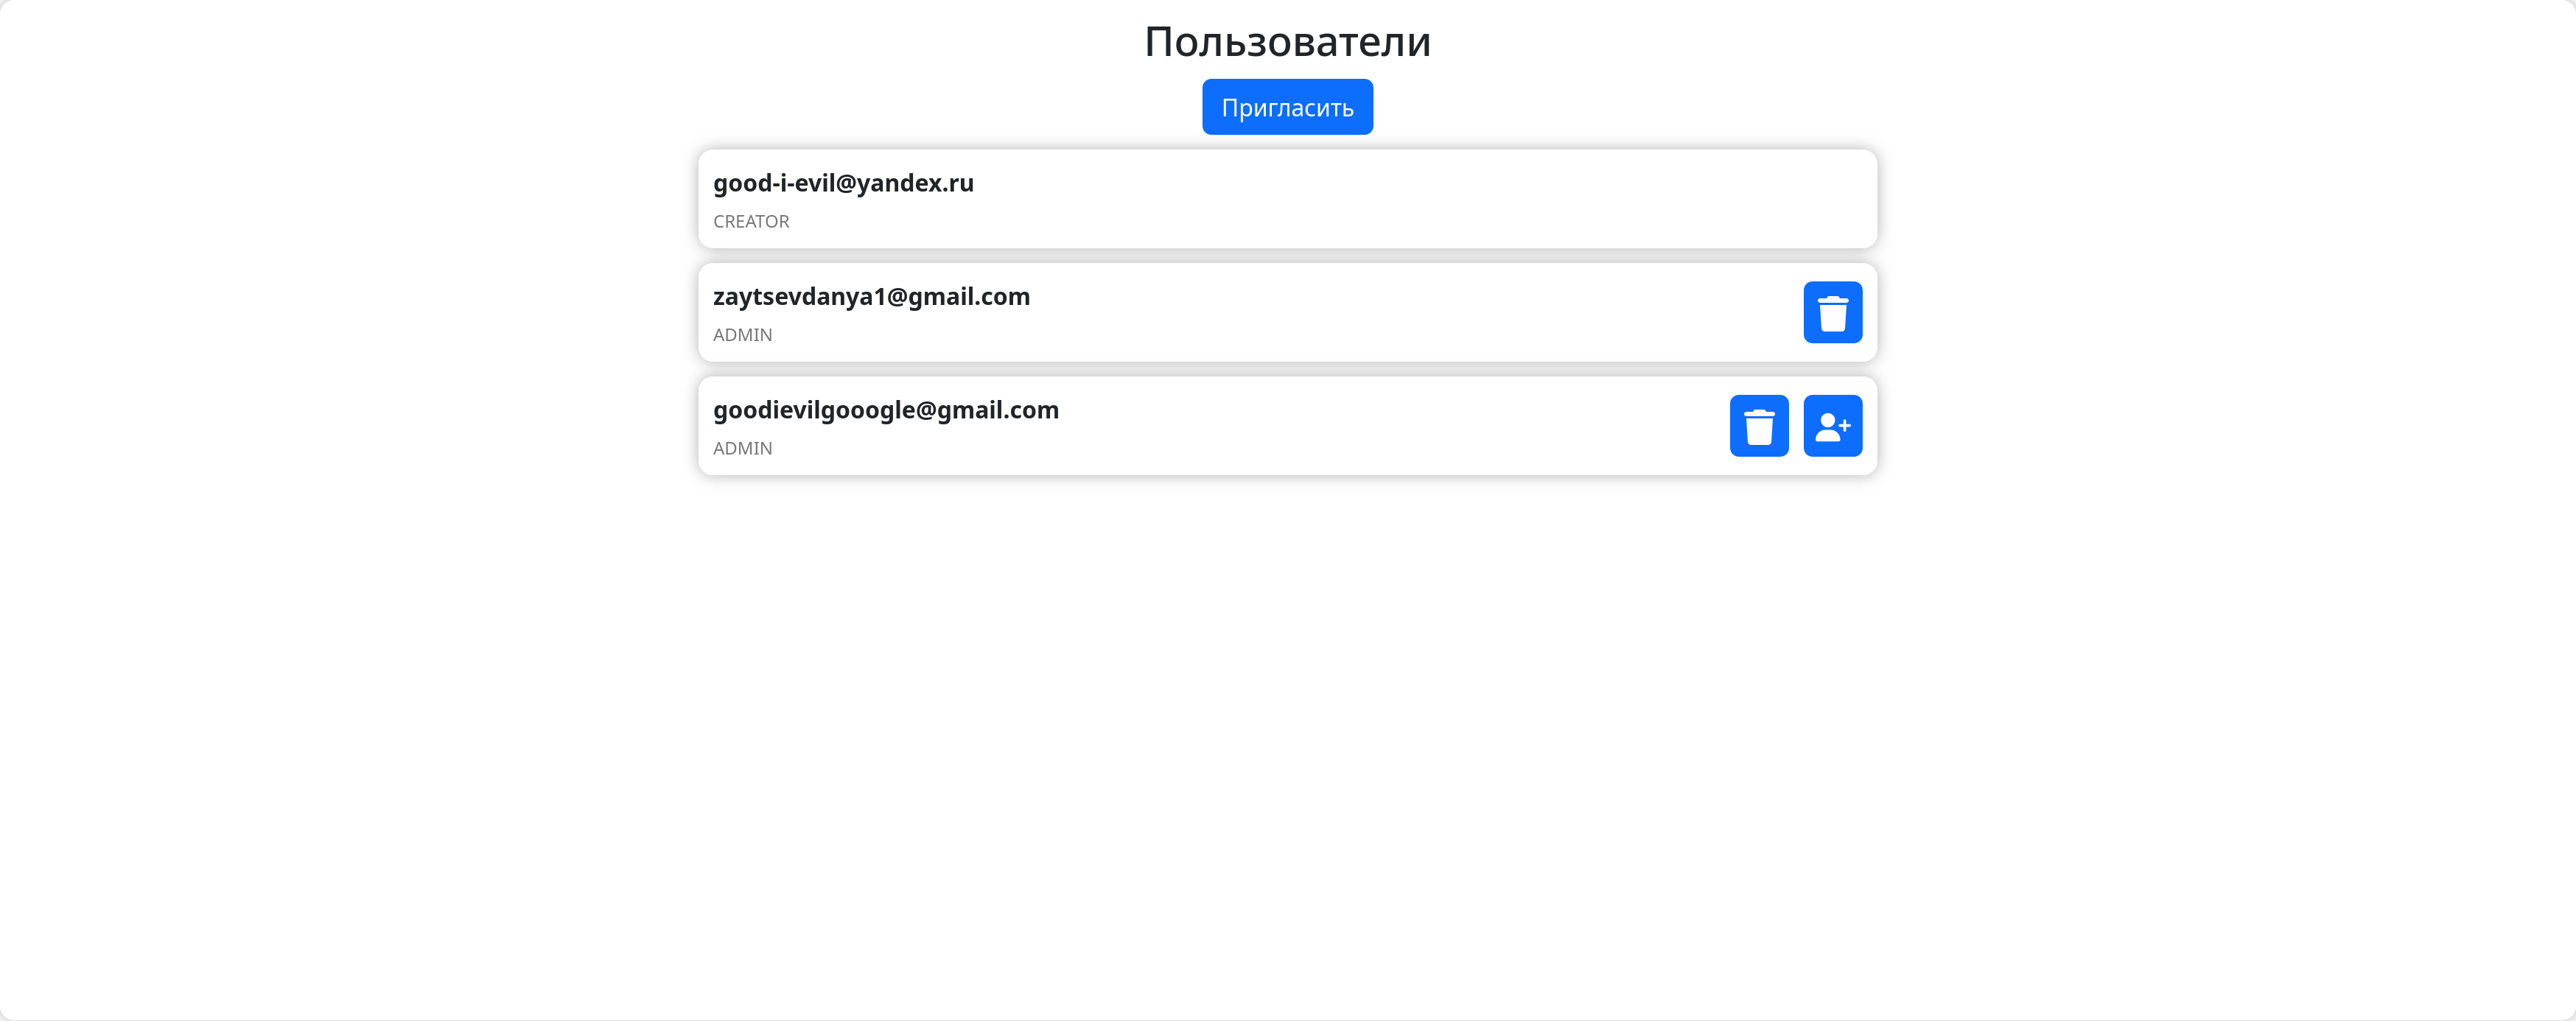 Пользователи
Пригласить
good-i-evil@yandex.ru
CREATOR
zaytsevdanya1@gmail.com
ADMIN
goodievilgooogle@gmail.com
ADMIN